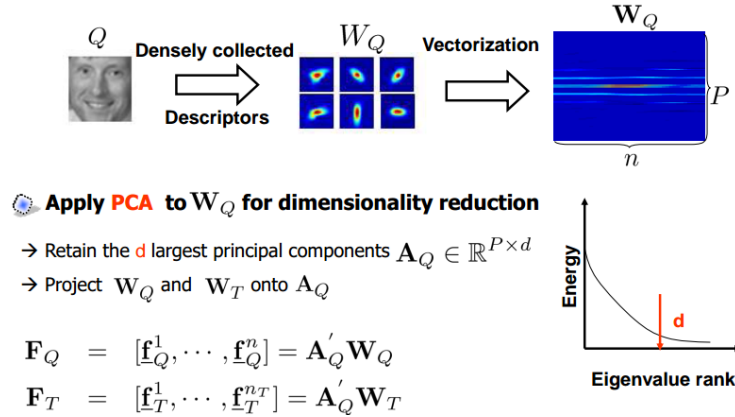 Q
Densely collected
Descriptors
W_Q
Vectorization
𝐖_Q
P
n
Apply PCA to 𝐖_Q for dimensionality reduction
→ Retain the d largest principal components 𝐀_Q ∈ ℝ^{P×d}
→ Project 𝐖_Q and 𝐖_T onto 𝐀_Q
𝐅_Q = [𝐟_Q^1, ⋯ , 𝐟_Q^n] = 𝐀_Q' 𝐖_Q
𝐅_T = [𝐟_T^1, ⋯ , 𝐟_T^{n_T}] = 𝐀_Q' 𝐖_T
Energy
d
Eigenvalue rank